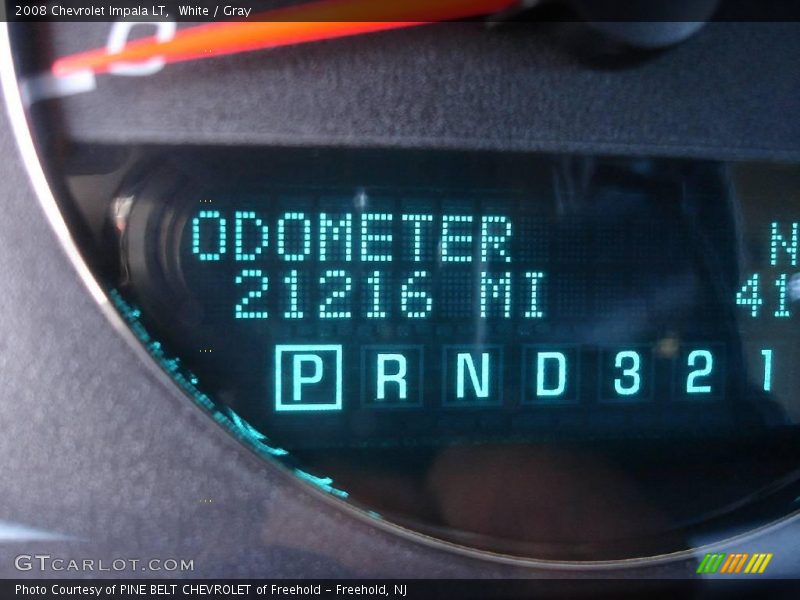 2008 Chevrolet Impala LT,  White / Gray
ODOMETER N
21216 MI 41
P R N D 3 2 1
GTCARLOT.COM
Photo Courtesy of PINE BELT CHEVROLET of Freehold - Freehold, NJ